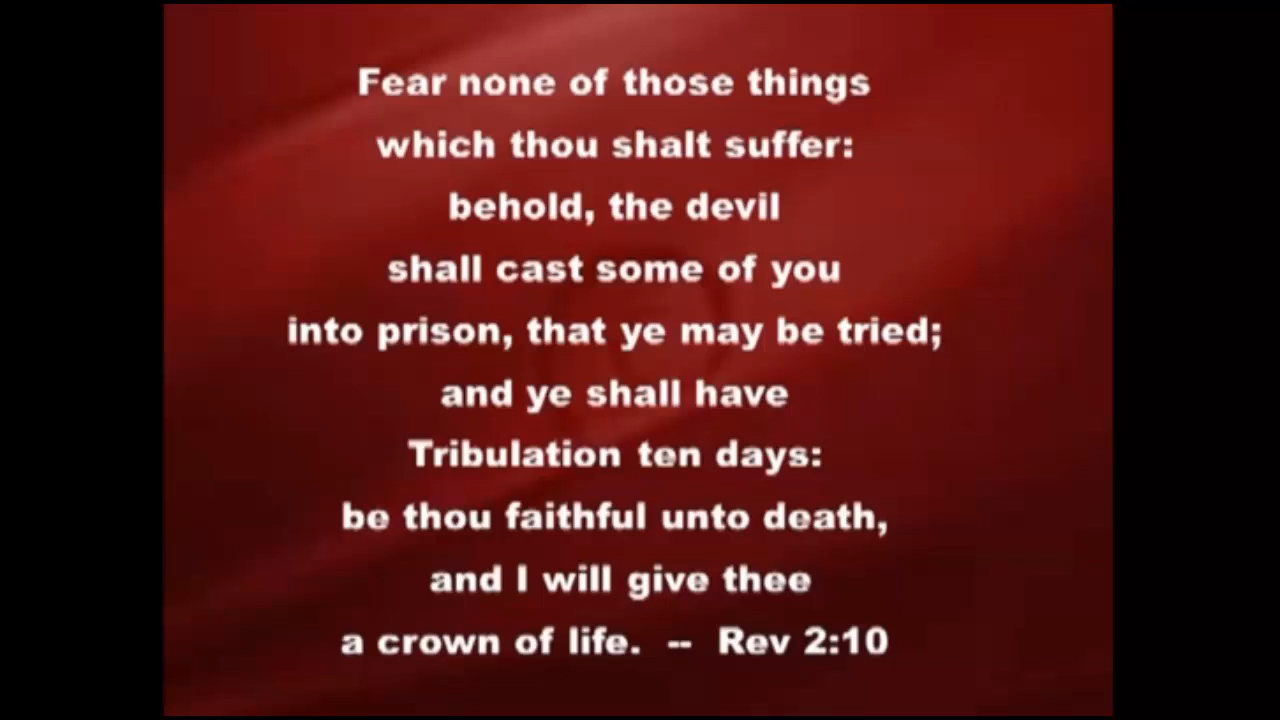 Fear none of those things
which thou shalt suffer:
behold, the devil
shall cast some of you
into prison, that ye may be tried;
and ye shall have
Tribulation ten days:
be thou faithful unto death,
and I will give thee
a crown of life.  --  Rev 2:10